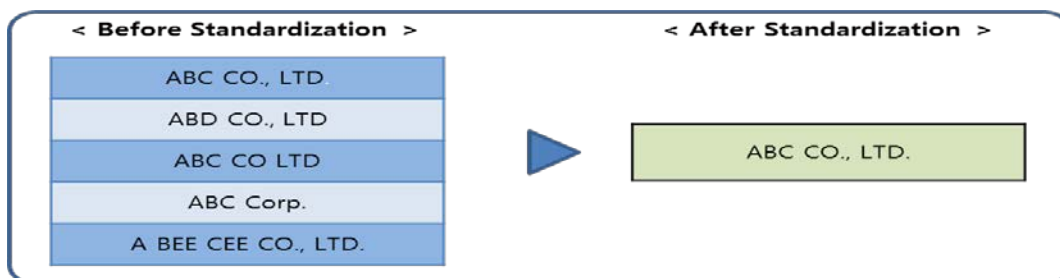 < Before Standardization >
ABC CO., LTD.
ABD CO., LTD
ABC CO LTD
ABC Corp.
A BEE CEE CO., LTD.
< After Standardization >
ABC CO., LTD.